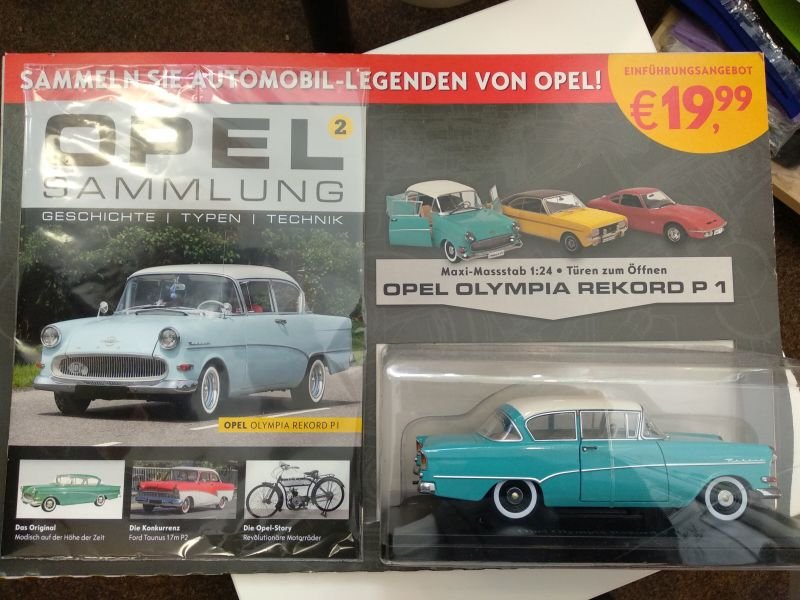 SAMMELN SIE AUTOMOBIL-LEGENDEN VON OPEL!
EINFÜHRUNGSANGEBOT
€19,99
OPEL 2
SAMMLUNG
GESCHICHTE | TYPEN | TECHNIK
Maxi-Massstab 1:24 • Türen zum Öffnen
OPEL OLYMPIA REKORD P 1
OPEL OLYMPIA REKORD P1
Das Original
Modisch auf der Höhe der Zeit
Die Konkurrenz
Ford Taunus 17m P2
Die Opel-Story
Revolutionäre Motorräder